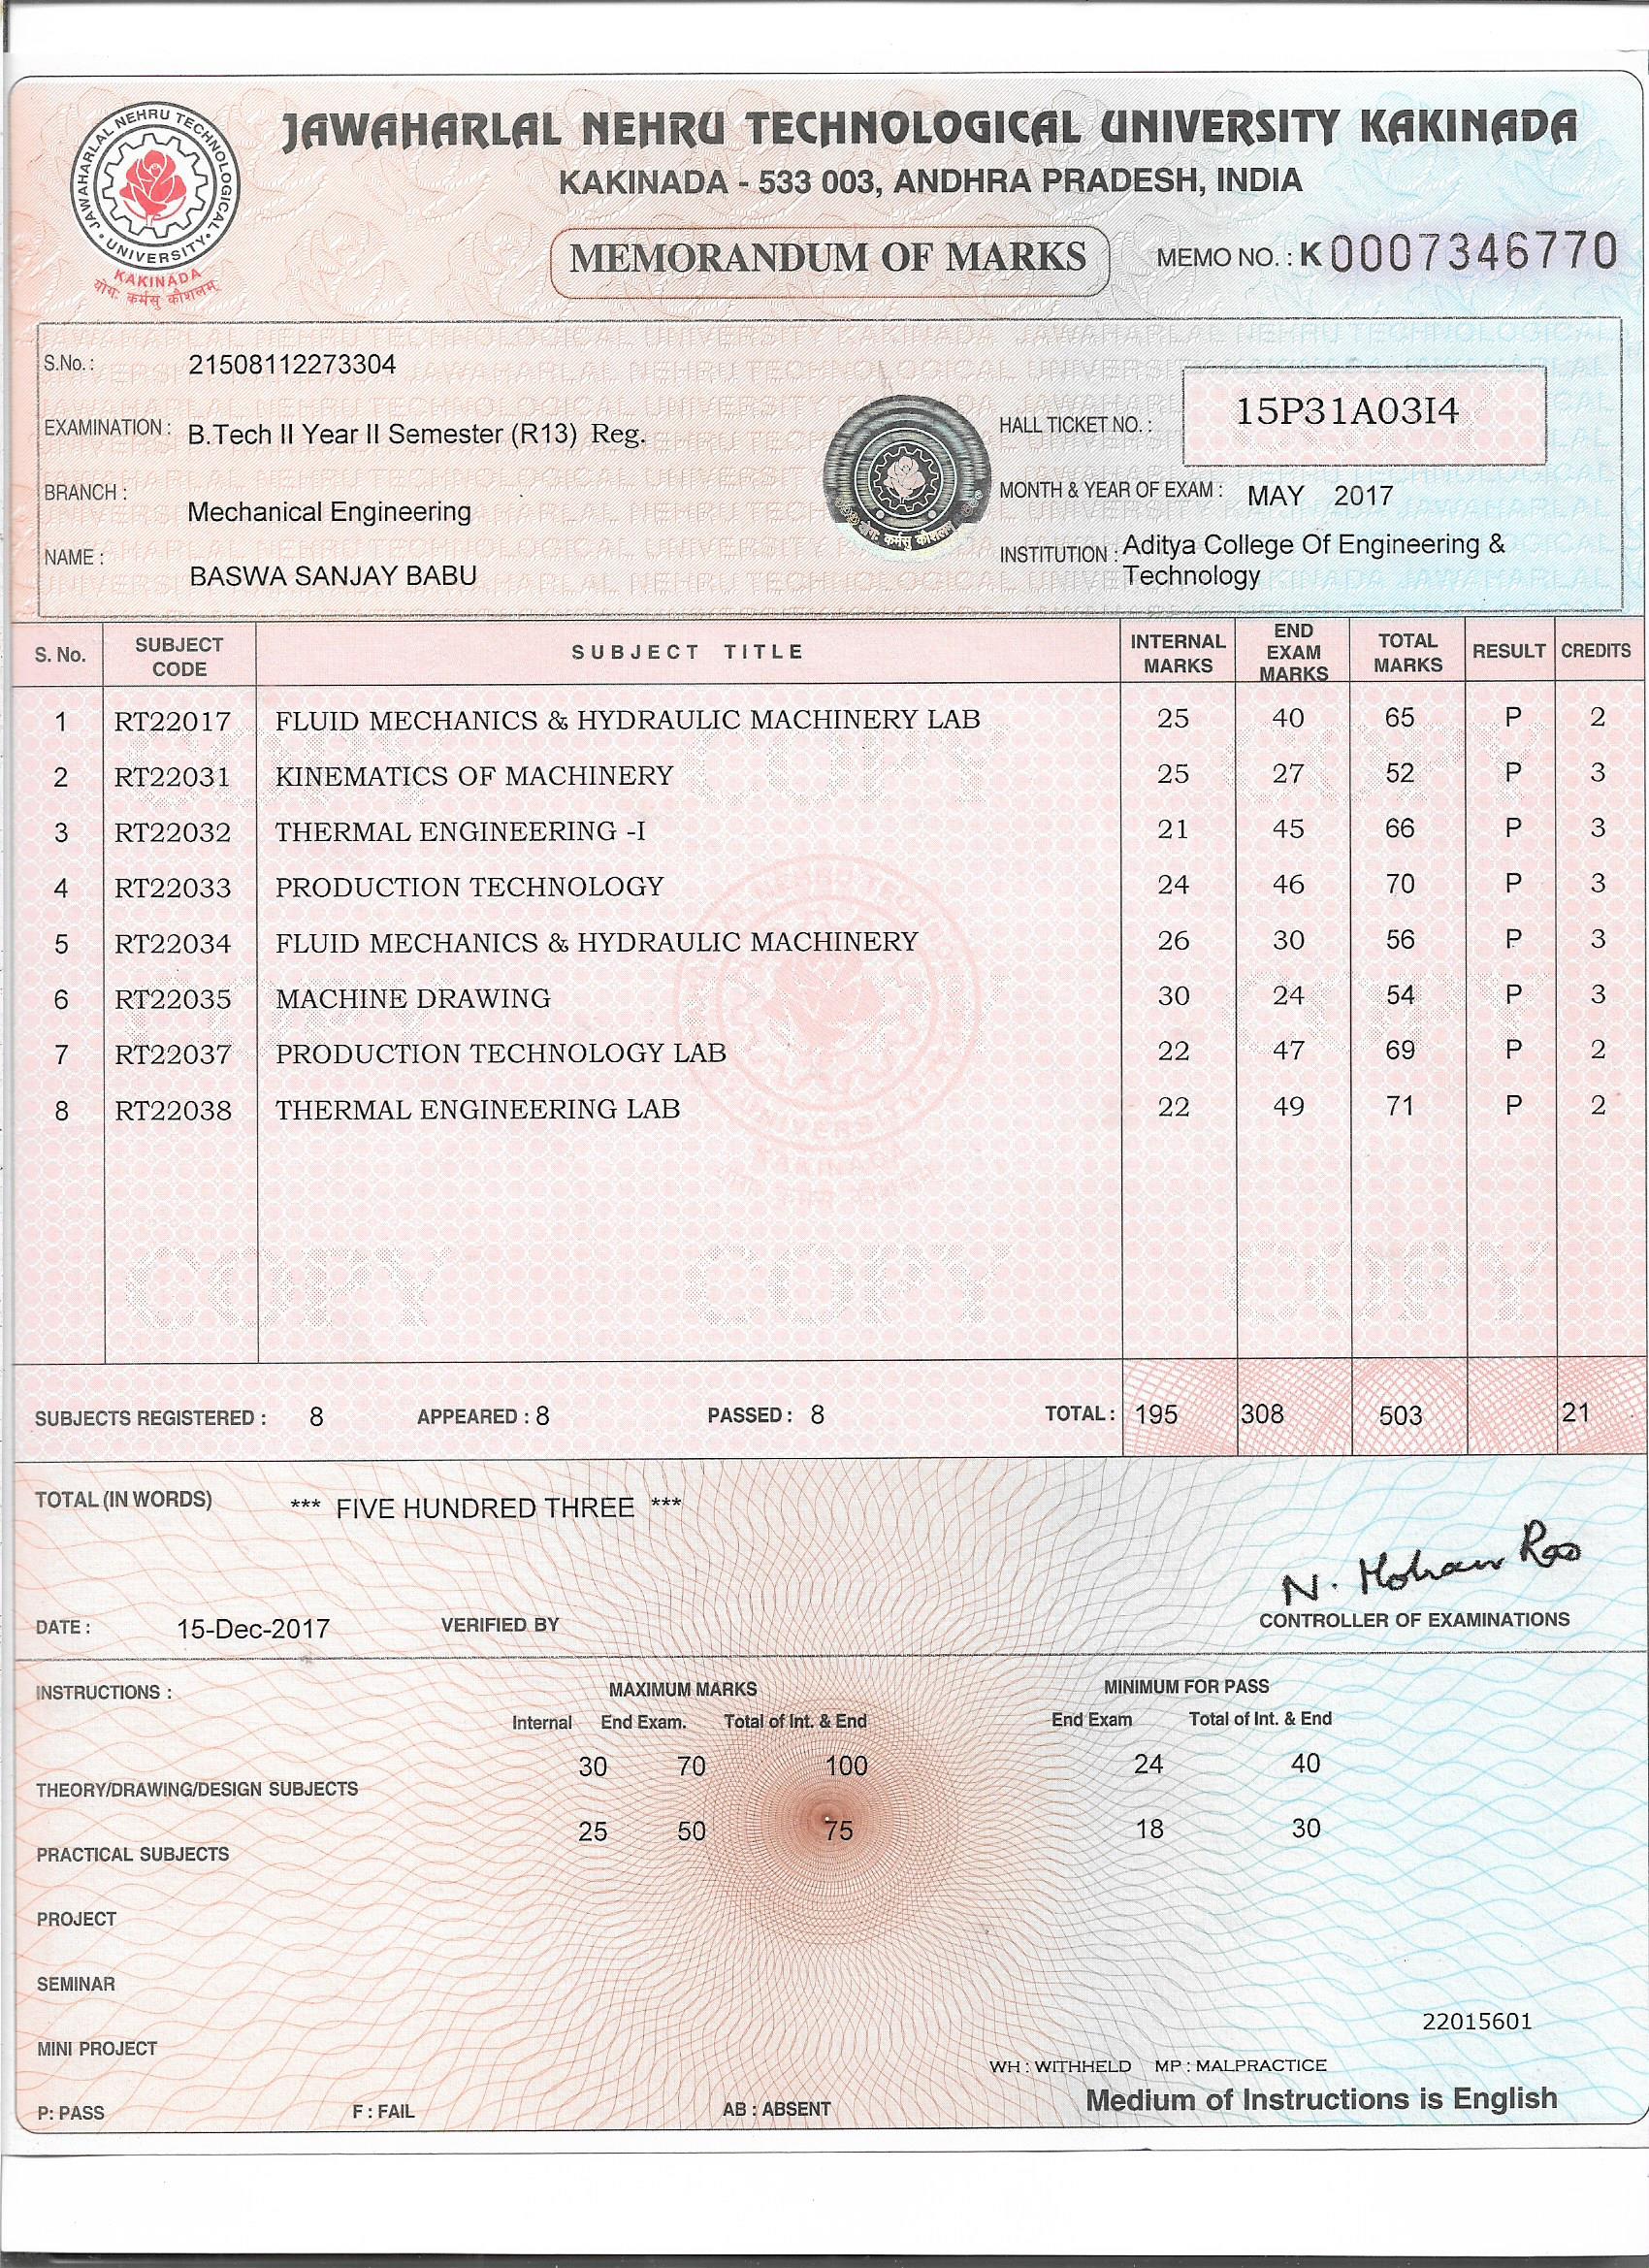 JAWAHARLAL NEHRU TECHNOLOGICAL UNIVERSITY KAKINADA
JAWAHARLAL NEHRU TECHNOLOGICAL UNIVERSITY
KAKINADA
योगः कर्मसु कौशलम्
KAKINADA - 533 003, ANDHRA PRADESH, INDIA
MEMORANDUM OF MARKS MEMO NO. : K 0007346770
S.No. : 21508112273304
EXAMINATION : B.Tech II Year II Semester (R13) Reg. HALL TICKET NO. : 15P31A03I4
BRANCH : Mechanical Engineering MONTH & YEAR OF EXAM : MAY 2017
NAME : BASWA SANJAY BABU INSTITUTION : Aditya College Of Engineering &
Technology
S. No. SUBJECT CODE SUBJECT TITLE INTERNAL MARKS END EXAM MARKS TOTAL MARKS RESULT CREDITS
1 RT22017 FLUID MECHANICS & HYDRAULIC MACHINERY LAB 25 40 65 P 2
2 RT22031 KINEMATICS OF MACHINERY 25 27 52 P 3
3 RT22032 THERMAL ENGINEERING -I 21 45 66 P 3
4 RT22033 PRODUCTION TECHNOLOGY 24 46 70 P 3
5 RT22034 FLUID MECHANICS & HYDRAULIC MACHINERY 26 30 56 P 3
6 RT22035 MACHINE DRAWING 30 24 54 P 3
7 RT22037 PRODUCTION TECHNOLOGY LAB 22 47 69 P 2
8 RT22038 THERMAL ENGINEERING LAB 22 49 71 P 2
COPY COPY COPY
SUBJECTS REGISTERED : 8 APPEARED : 8 PASSED : 8 TOTAL : 195 308 503 21
TOTAL (IN WORDS) *** FIVE HUNDRED THREE ***
N. Mohan Rao
DATE : 15-Dec-2017 VERIFIED BY CONTROLLER OF EXAMINATIONS
INSTRUCTIONS : MAXIMUM MARKS MINIMUM FOR PASS
Internal End Exam. Total of Int. & End End Exam Total of Int. & End
30 70 100 24 40
THEORY/DRAWING/DESIGN SUBJECTS
25 50 75 18 30
PRACTICAL SUBJECTS
PROJECT
SEMINAR
22015601
MINI PROJECT
WH : WITHHELD MP : MALPRACTICE
Medium of Instructions is English
P: PASS F : FAIL AB : ABSENT